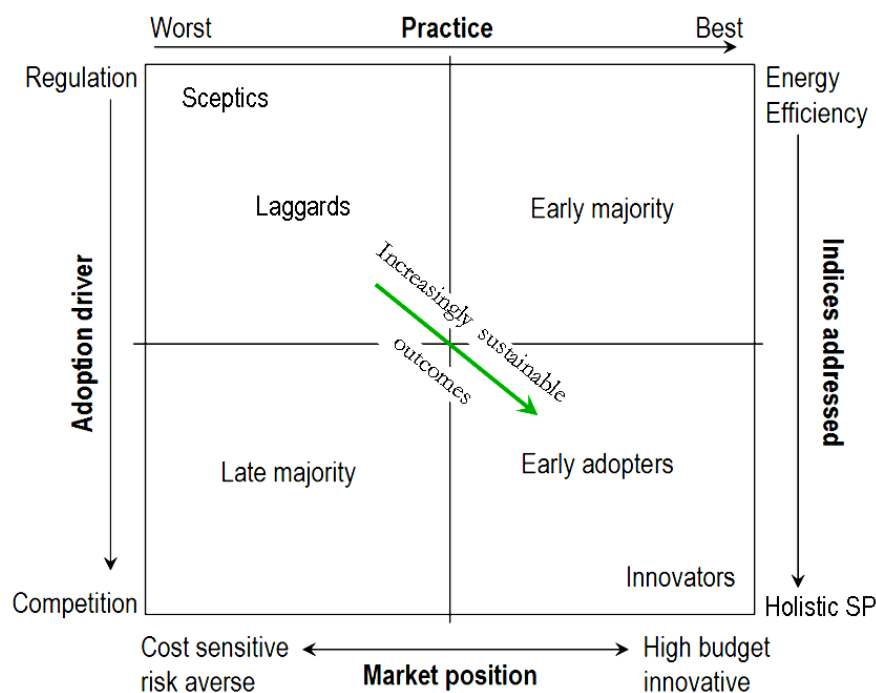 Worst Practice Best
Regulation
Energy
Efficiency
Sceptics
Laggards
Early majority
Increasingly sustainable
outcomes
Adoption driver
Indices addressed
Late majority
Early adopters
Innovators
Competition
Holistic SP
Cost sensitive
risk averse
Market position
High budget
innovative